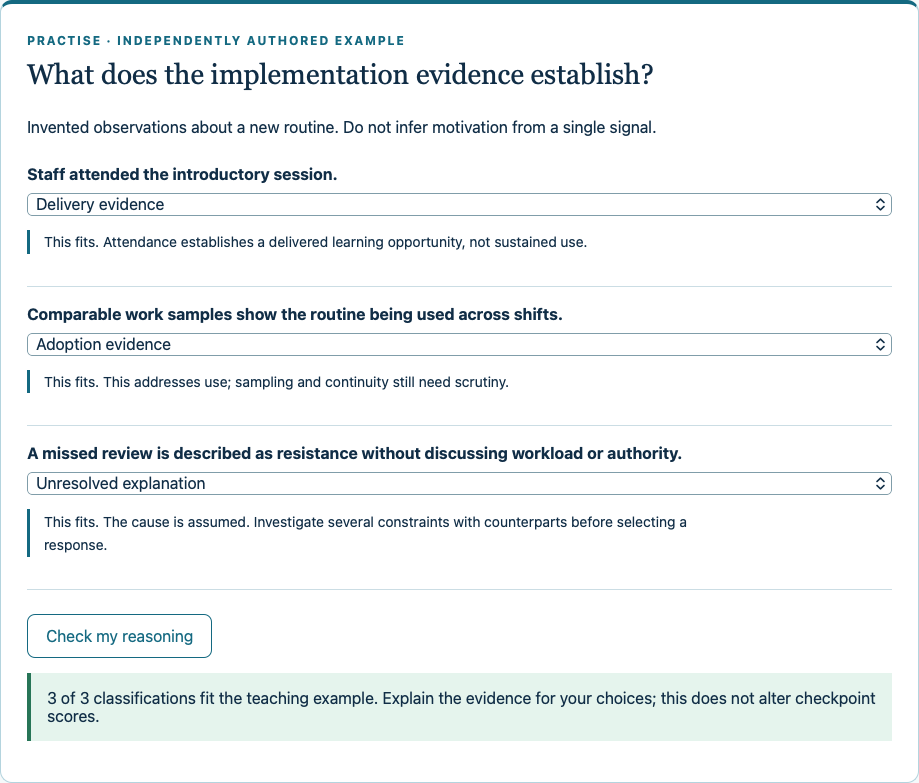 PRACTISE · INDEPENDENTLY AUTHORED EXAMPLE
What does the implementation evidence establish?
Invented observations about a new routine. Do not infer motivation from a single signal.
Staff attended the introductory session.
Delivery evidence
This fits. Attendance establishes a delivered learning opportunity, not sustained use.
Comparable work samples show the routine being used across shifts.
Adoption evidence
This fits. This addresses use; sampling and continuity still need scrutiny.
A missed review is described as resistance without discussing workload or authority.
Unresolved explanation
This fits. The cause is assumed. Investigate several constraints with counterparts before selecting a
response.
Check my reasoning
3 of 3 classifications fit the teaching example. Explain the evidence for your choices; this does not alter checkpoint
scores.